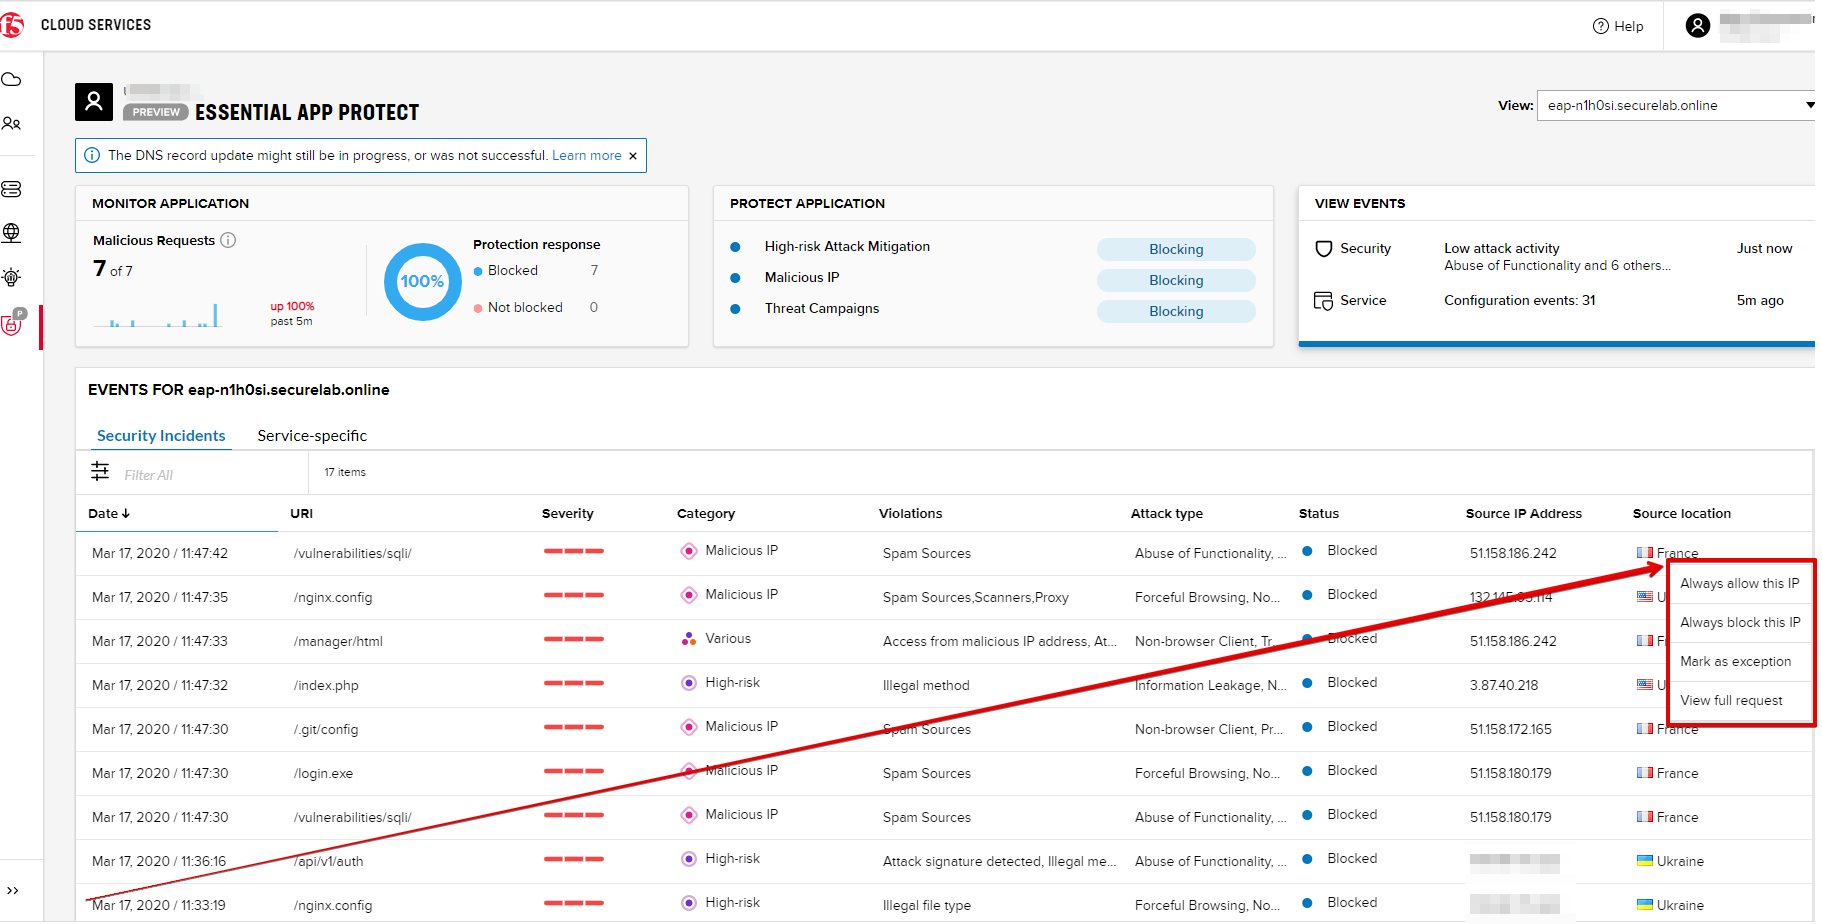 f5 CLOUD SERVICES
Help
PREVIEW ESSENTIAL APP PROTECT
View: eap-n1h0si.securelab.online
The DNS record update might still be in progress, or was not successful. Learn more ×
MONITOR APPLICATION
Malicious Requests
7 of 7
up 100%
past 5m
100%
Protection response
Blocked 7
Not blocked 0
PROTECT APPLICATION
High-risk Attack Mitigation Blocking
Malicious IP Blocking
Threat Campaigns Blocking
VIEW EVENTS
Security Low attack activity Just now
Abuse of Functionality and 6 others...
Service Configuration events: 31 5m ago
P
EVENTS FOR eap-n1h0si.securelab.online
Security Incidents Service-specific
Filter All 17 items
Date URI Severity Category Violations Attack type Status Source IP Address Source location
Mar 17, 2020 / 11:47:42 /vulnerabilities/sqli/ Malicious IP Spam Sources Abuse of Functionality, ... Blocked 51.158.186.242 France
Mar 17, 2020 / 11:47:35 /nginx.config Malicious IP Spam Sources,Scanners,Proxy Forceful Browsing, No... Blocked U
Mar 17, 2020 / 11:47:33 /manager/html Various Access from malicious IP address, At... Non-browser Client, Tr... Blocked 51.158.186.242 F
Mar 17, 2020 / 11:47:32 /index.php High-risk Illegal method Information Leakage, N... Blocked 3.87.40.218 U
Mar 17, 2020 / 11:47:30 /.git/config Malicious IP Spam Sources Non-browser Client, Pr... Blocked 51.158.172.165 France
Mar 17, 2020 / 11:47:30 /login.exe Malicious IP Spam Sources Forceful Browsing, No... Blocked 51.158.180.179 France
Mar 17, 2020 / 11:47:30 /vulnerabilities/sqli/ Malicious IP Spam Sources Abuse of Functionality, ... Blocked 51.158.180.179 France
Mar 17, 2020 / 11:36:16 /api/v1/auth High-risk Attack signature detected, Illegal me... Abuse of Functionality, ... Blocked Ukraine
Mar 17, 2020 / 11:33:19 /nginx.config High-risk Illegal file type Forceful Browsing, No... Blocked Ukraine
Always allow this IP
Always block this IP
Mark as exception
View full request